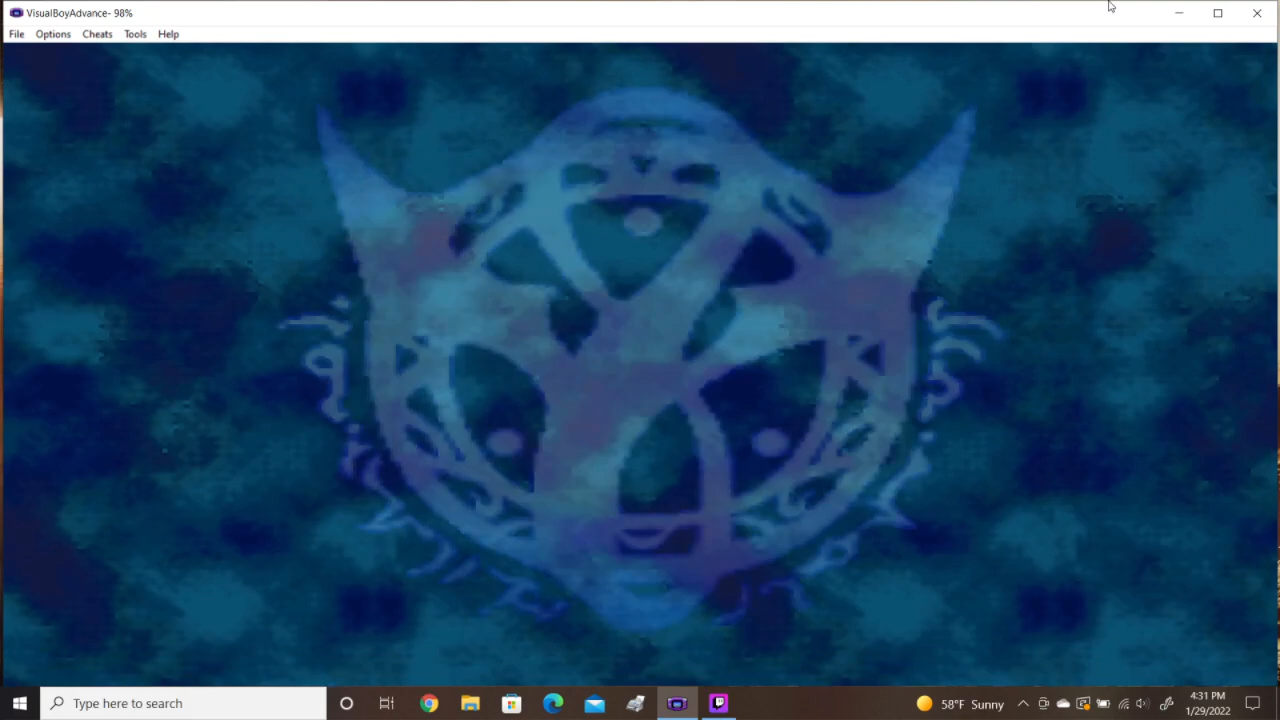 VisualBoyAdvance- 98%
File Options Cheats Tools Help
Type here to search
58°F Sunny
4:31 PM
1/29/2022